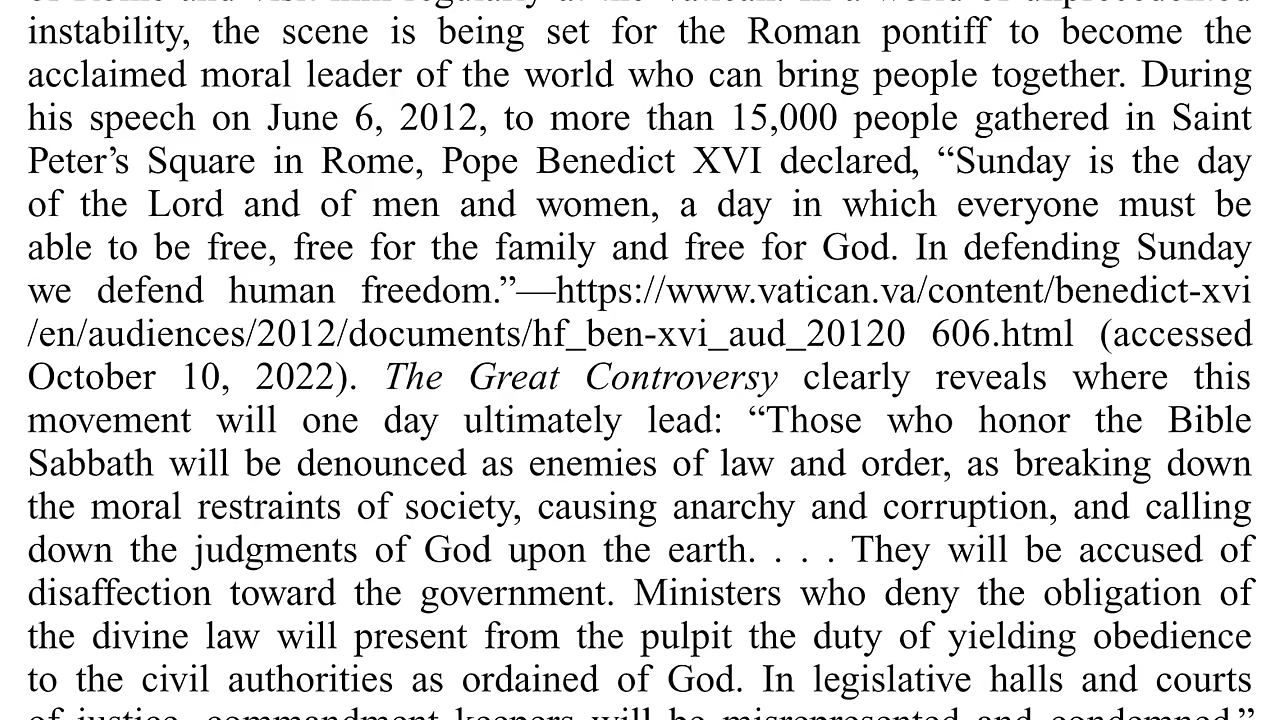 instability, the scene is being set for the Roman pontiff to become the
acclaimed moral leader of the world who can bring people together. During
his speech on June 6, 2012, to more than 15,000 people gathered in Saint
Peter’s Square in Rome, Pope Benedict XVI declared, “Sunday is the day
of the Lord and of men and women, a day in which everyone must be
able to be free, free for the family and free for God. In defending Sunday
we defend human freedom.”—https://www.vatican.va/content/benedict-xvi
/en/audiences/2012/documents/hf_ben-xvi_aud_20120 606.html (accessed
October 10, 2022). The Great Controversy clearly reveals where this
movement will one day ultimately lead: “Those who honor the Bible
Sabbath will be denounced as enemies of law and order, as breaking down
the moral restraints of society, causing anarchy and corruption, and calling
down the judgments of God upon the earth. . . . They will be accused of
disaffection toward the government. Ministers who deny the obligation of
the divine law will present from the pulpit the duty of yielding obedience
to the civil authorities as ordained of God. In legislative halls and courts
of justice, commandment keepers will be misrepresented and condemned.”